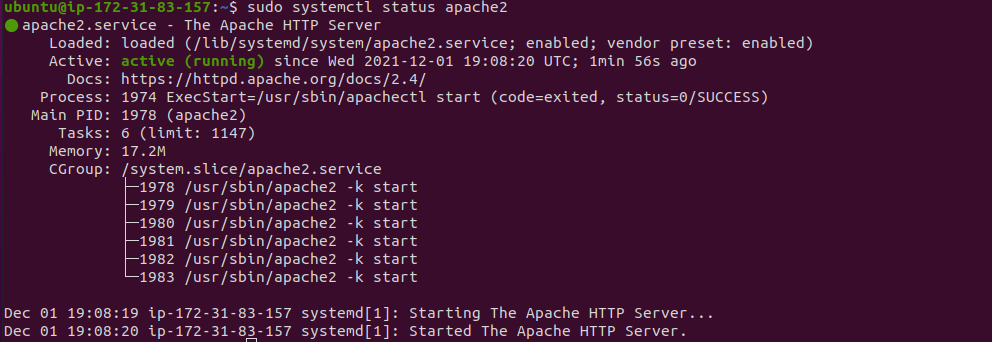 ubuntu@ip-172-31-83-157:~$ sudo systemctl status apache2
● apache2.service - The Apache HTTP Server
     Loaded: loaded (/lib/systemd/system/apache2.service; enabled; vendor preset: enabled)
     Active: active (running) since Wed 2021-12-01 19:08:20 UTC; 1min 56s ago
       Docs: https://httpd.apache.org/docs/2.4/
    Process: 1974 ExecStart=/usr/sbin/apachectl start (code=exited, status=0/SUCCESS)
   Main PID: 1978 (apache2)
      Tasks: 6 (limit: 1147)
     Memory: 17.2M
     CGroup: /system.slice/apache2.service
             ├─1978 /usr/sbin/apache2 -k start
             ├─1979 /usr/sbin/apache2 -k start
             ├─1980 /usr/sbin/apache2 -k start
             ├─1981 /usr/sbin/apache2 -k start
             ├─1982 /usr/sbin/apache2 -k start
             └─1983 /usr/sbin/apache2 -k start

Dec 01 19:08:19 ip-172-31-83-157 systemd[1]: Starting The Apache HTTP Server...
Dec 01 19:08:20 ip-172-31-83-157 systemd[1]: Started The Apache HTTP Server.